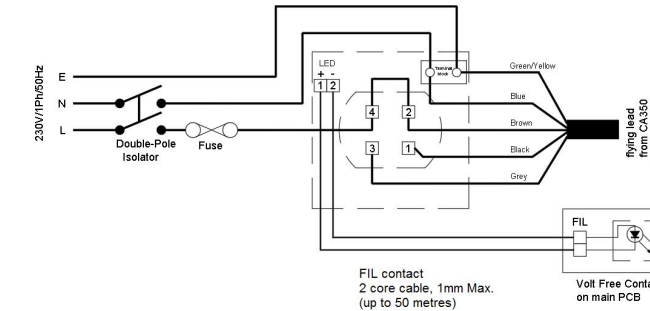 230V/1Ph/50Hz
E
N
L
Double-Pole
Isolator
Fuse
LED
+ -
1 2
Terminal
block
4 2
3 1
Green/Yellow
Blue
Brown
Black
Grey
flying lead
from CA350
FIL
FIL contact
2 core cable, 1mm Max.
(up to 50 metres)
Volt Free Conta
on main PCB